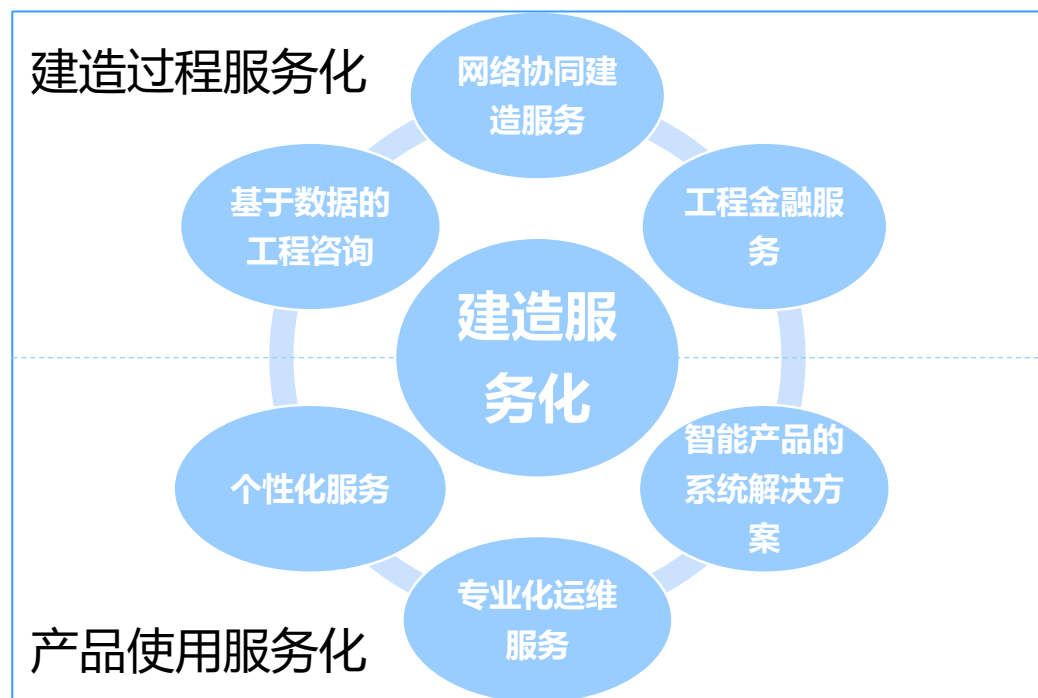 建造过程服务化
网络协同建
造服务
基于数据的
工程咨询
工程金融服
务
建造服
务化
个性化服务
智能产品的
系统解决方
案
专业化运维
服务
产品使用服务化